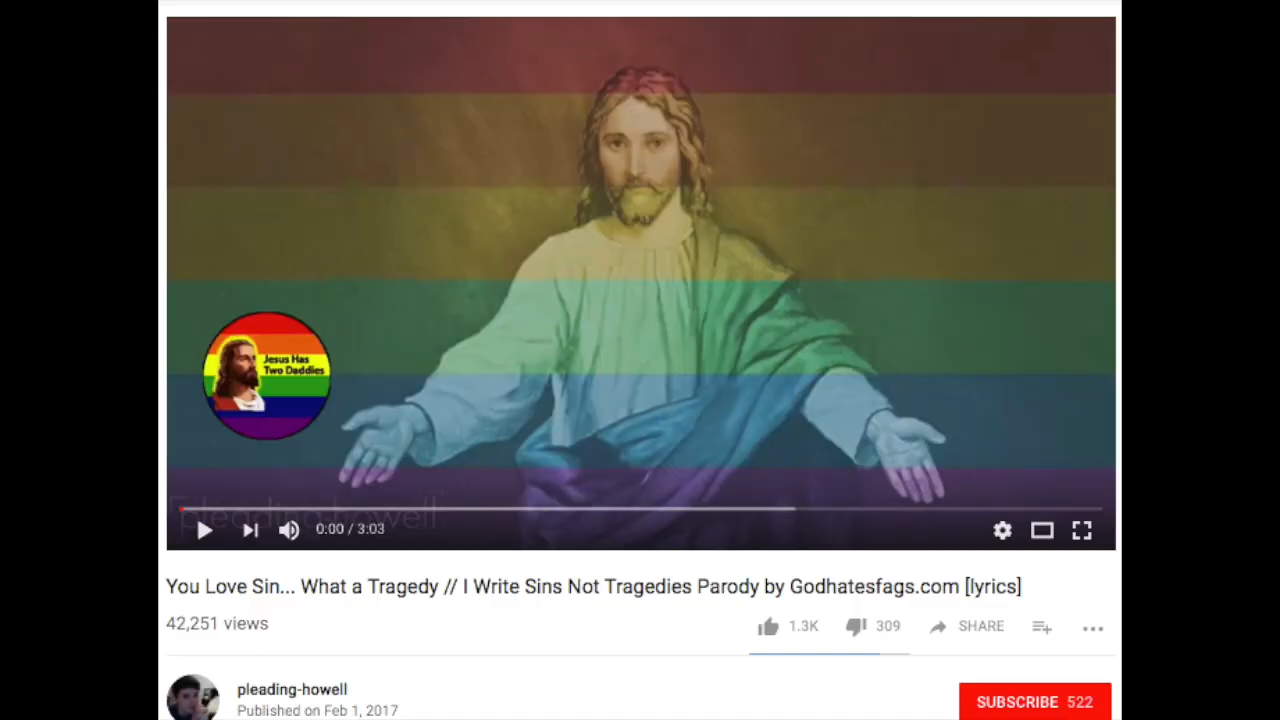 Jesus Has
Two Daddies
pleading-howell
0:00 / 3:03
You Love Sin... What a Tragedy // I Write Sins Not Tragedies Parody by Godhatesfags.com [lyrics]
42,251 views
1.3K
309
SHARE
pleading-howell
Published on Feb 1, 2017
SUBSCRIBE 522